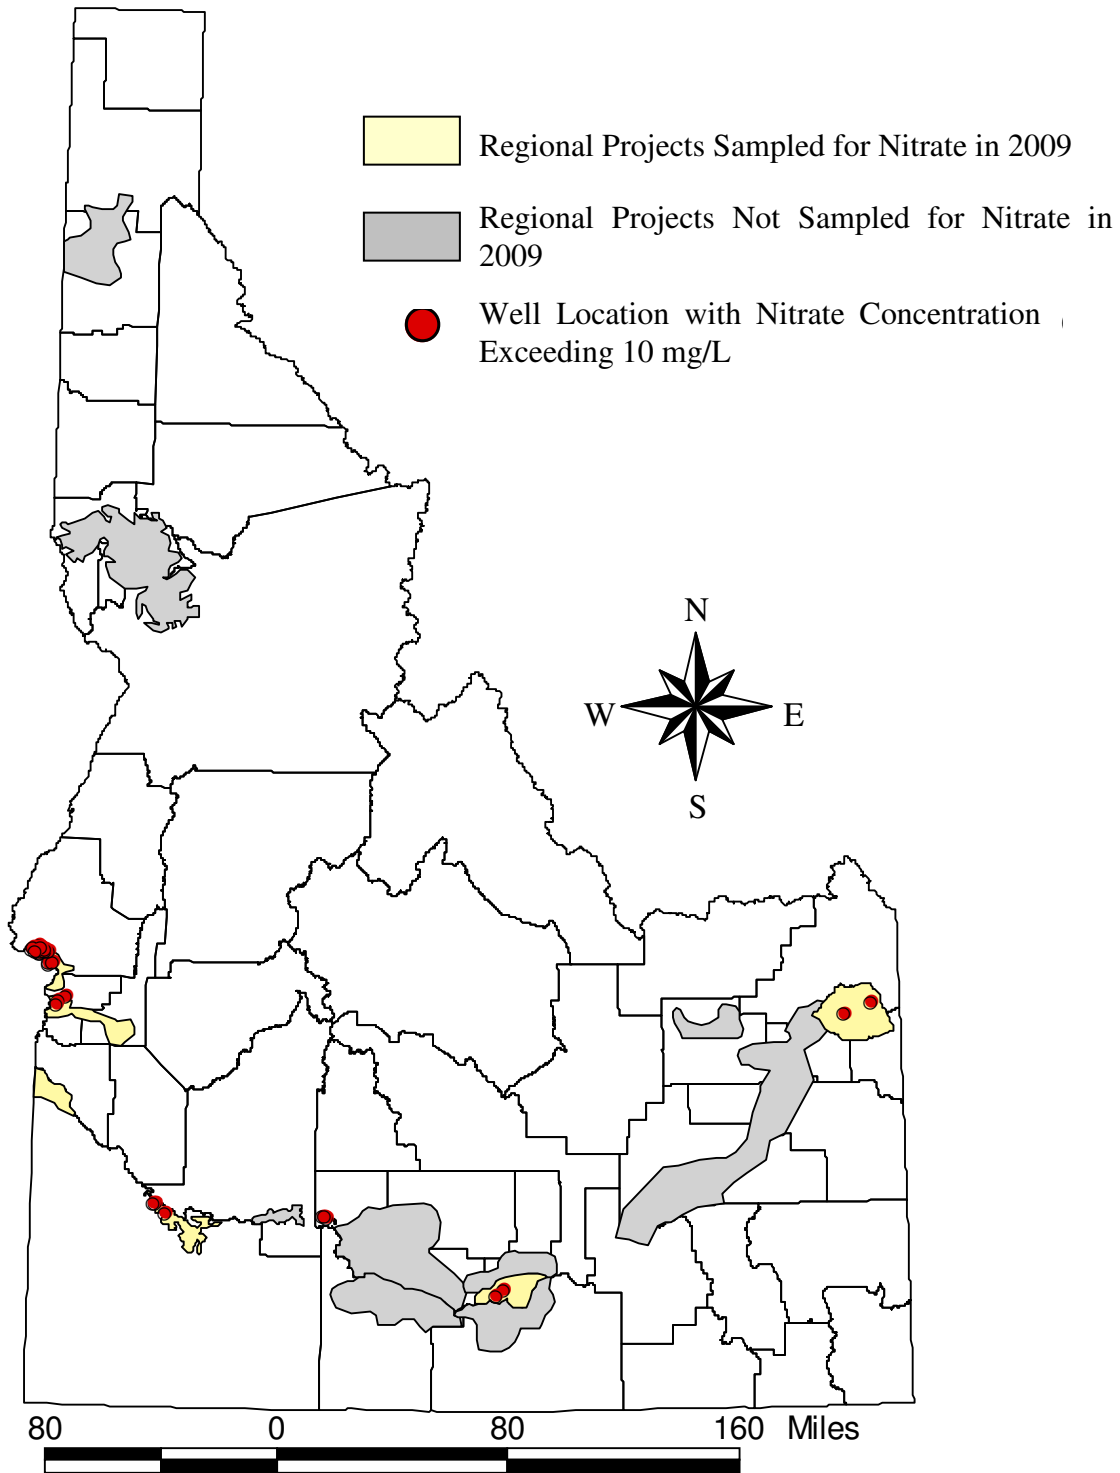 Regional Projects Sampled for Nitrate in 2009
Regional Projects Not Sampled for Nitrate in
2009
Well Location with Nitrate Concentration
Exceeding 10 mg/L
N
W E
S
80 0 80 160 Miles